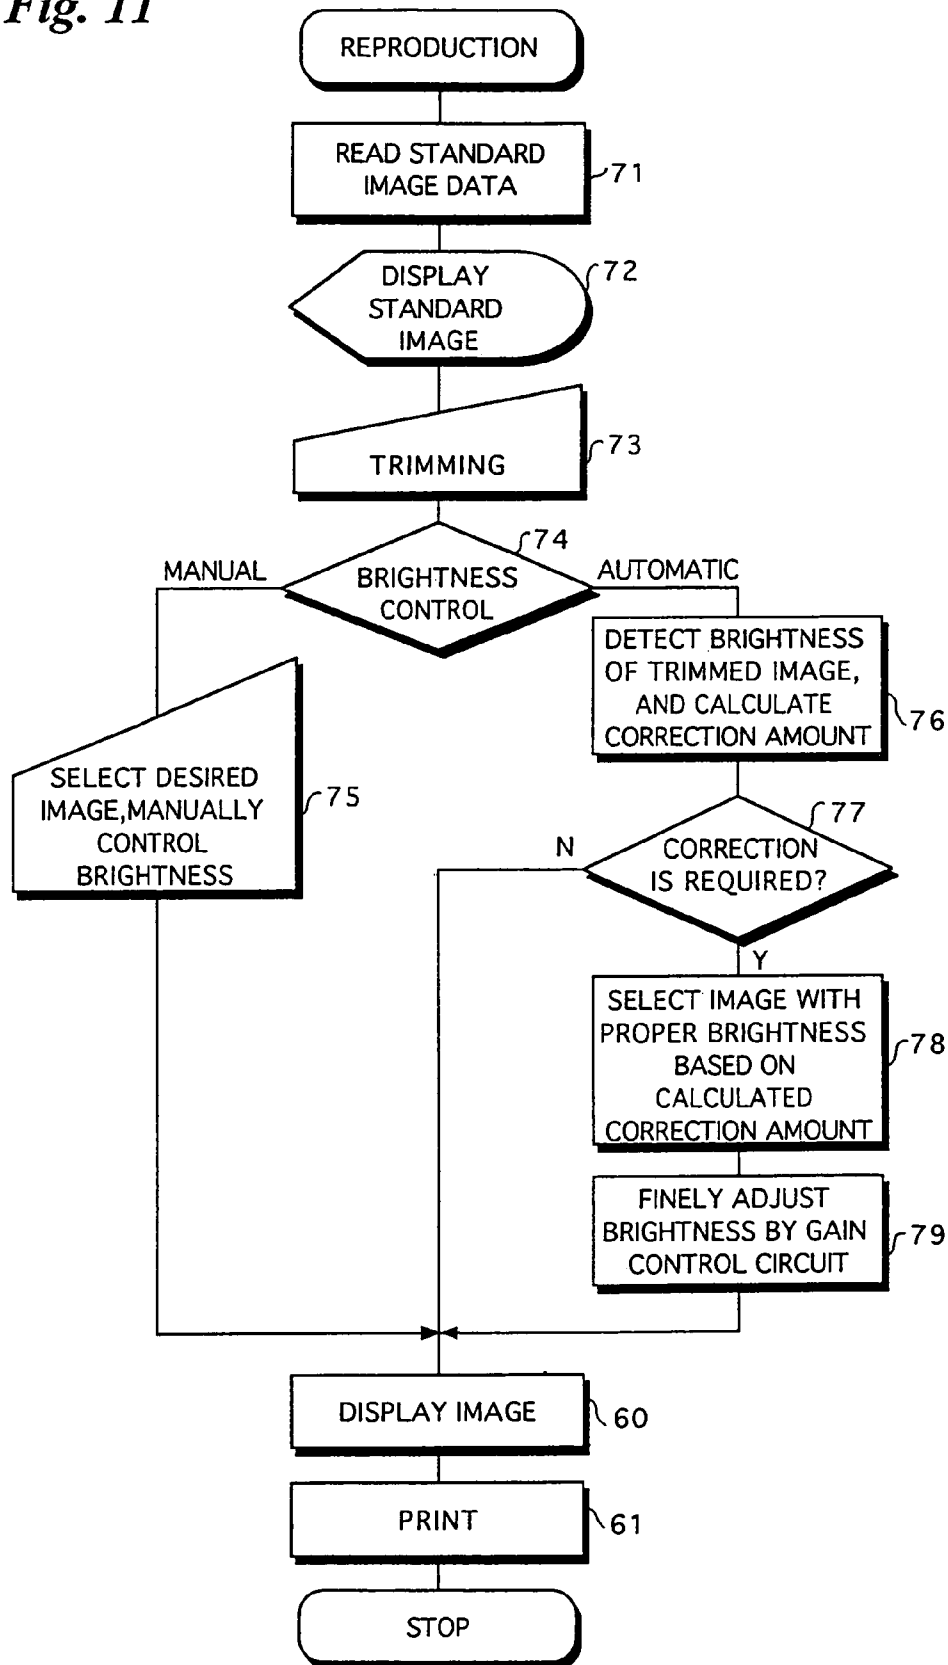 Fig. 11
REPRODUCTION
READ STANDARD
IMAGE DATA
71
DISPLAY
STANDARD
IMAGE
72
TRIMMING
73
BRIGHTNESS
CONTROL
74
MANUAL
AUTOMATIC
SELECT DESIRED
IMAGE,MANUALLY
CONTROL
BRIGHTNESS
75
DETECT BRIGHTNESS
OF TRIMMED IMAGE,
AND CALCULATE
CORRECTION AMOUNT
76
CORRECTION
IS REQUIRED?
77
N
Y
SELECT IMAGE WITH
PROPER BRIGHTNESS
BASED ON
CALCULATED
CORRECTION AMOUNT
78
FINELY ADJUST
BRIGHTNESS BY GAIN
CONTROL CIRCUIT
79
DISPLAY IMAGE
60
PRINT
61
STOP